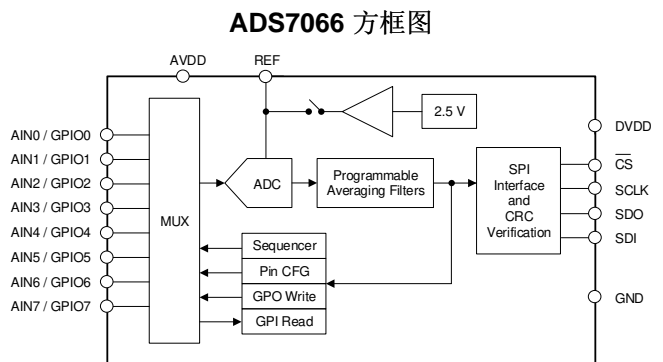 ADS7066 方框图
AVDD
REF
2.5 V
AIN0 / GPIO0
AIN1 / GPIO1
AIN2 / GPIO2
AIN3 / GPIO3
AIN4 / GPIO4
AIN5 / GPIO5
AIN6 / GPIO6
AIN7 / GPIO7
MUX
ADC
Programmable
Averaging Filters
Sequencer
Pin CFG
GPO Write
GPI Read
SPI
Interface
and
CRC
Verification
DVDD
CS
SCLK
SDO
SDI
GND